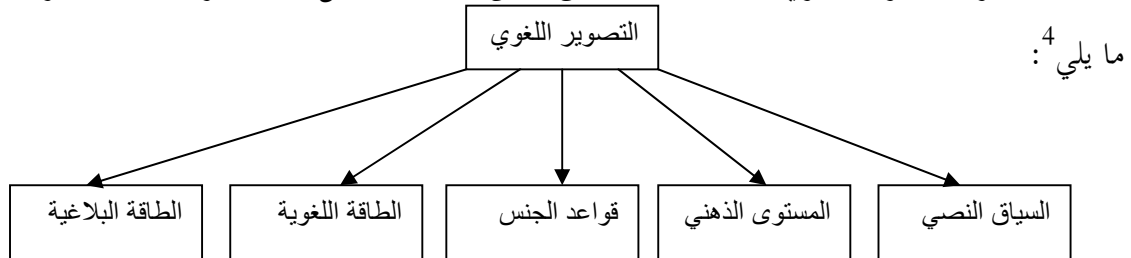 التصوير اللغوي
ما يلي4:
السياق النصي
المستوى الذهني
قواعد الجنس
الطاقة اللغوية
الطاقة البلاغية